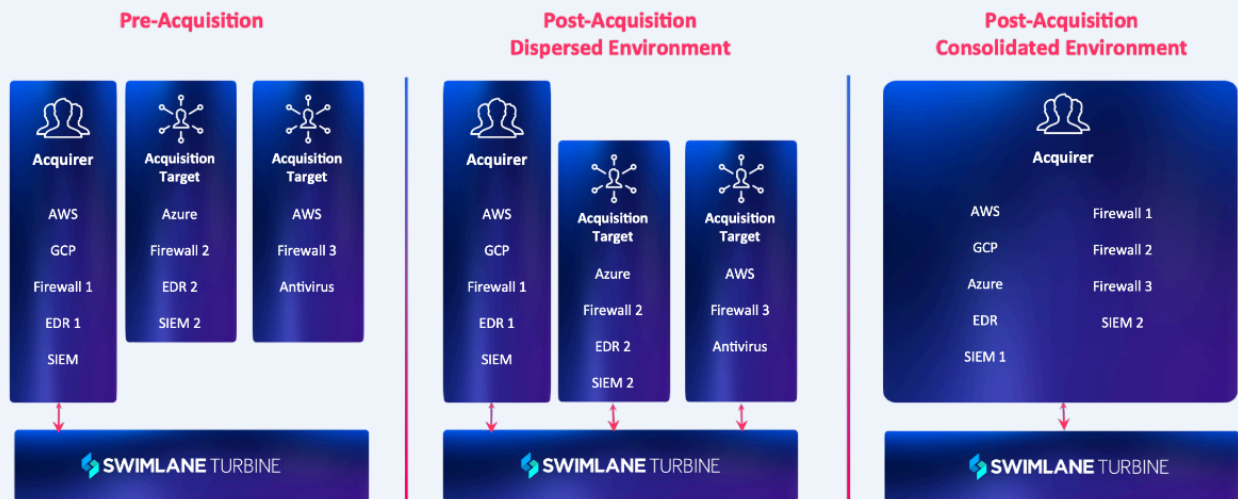 Pre-Acquisition
Acquirer
AWS
GCP
Firewall 1
EDR 1
SIEM
Acquisition
Target
Azure
Firewall 2
EDR 2
SIEM 2
Acquisition
Target
AWS
Firewall 3
Antivirus
SWIMLANE TURBINE
Post-Acquisition
Dispersed Environment
Acquirer
AWS
GCP
Firewall 1
EDR 1
SIEM
Acquisition
Target
Azure
Firewall 2
EDR 2
SIEM 2
Acquisition
Target
AWS
Firewall 3
Antivirus
SWIMLANE TURBINE
Post-Acquisition
Consolidated Environment
Acquirer
AWS
GCP
Azure
EDR
SIEM 1
Firewall 1
Firewall 2
Firewall 3
SIEM 2
SWIMLANE TURBINE